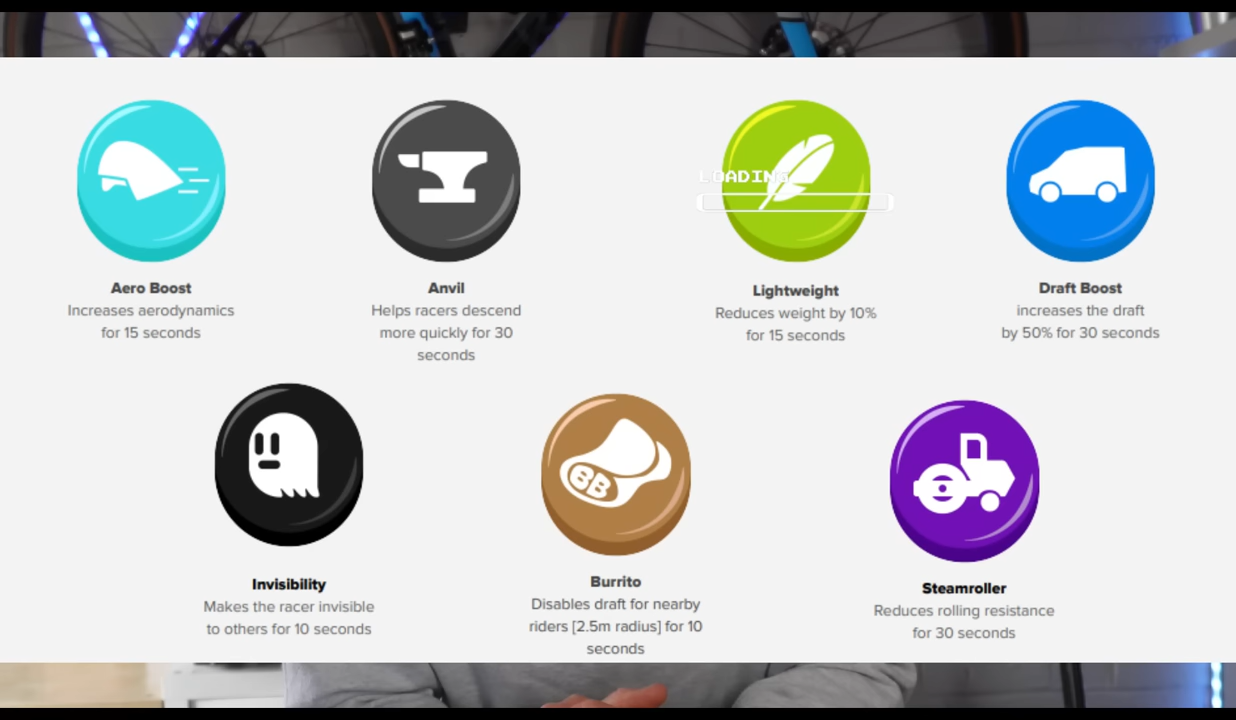 LOADING
Aero Boost
Increases aerodynamics
for 15 seconds
Anvil
Helps racers descend
more quickly for 30
seconds
Lightweight
Reduces weight by 10%
for 15 seconds
Draft Boost
increases the draft
by 50% for 30 seconds
Invisibility
Makes the racer invisible
to others for 10 seconds
BB
Burrito
Disables draft for nearby
riders [2.5m radius] for 10
seconds
Steamroller
Reduces rolling resistance
for 30 seconds